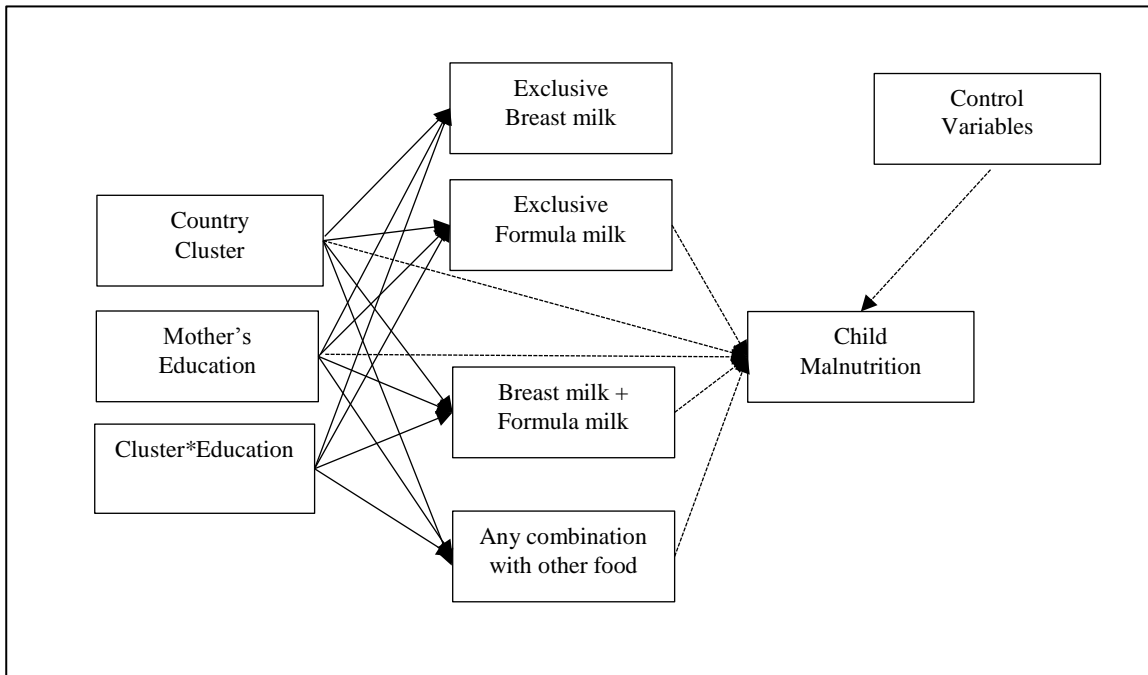 Exclusive
Breast milk
Control
Variables
Exclusive
Formula milk
Country
Cluster
Mother’s
Education
Child
Malnutrition
Breast milk +
Formula milk
Cluster*Education
Any combination
with other food